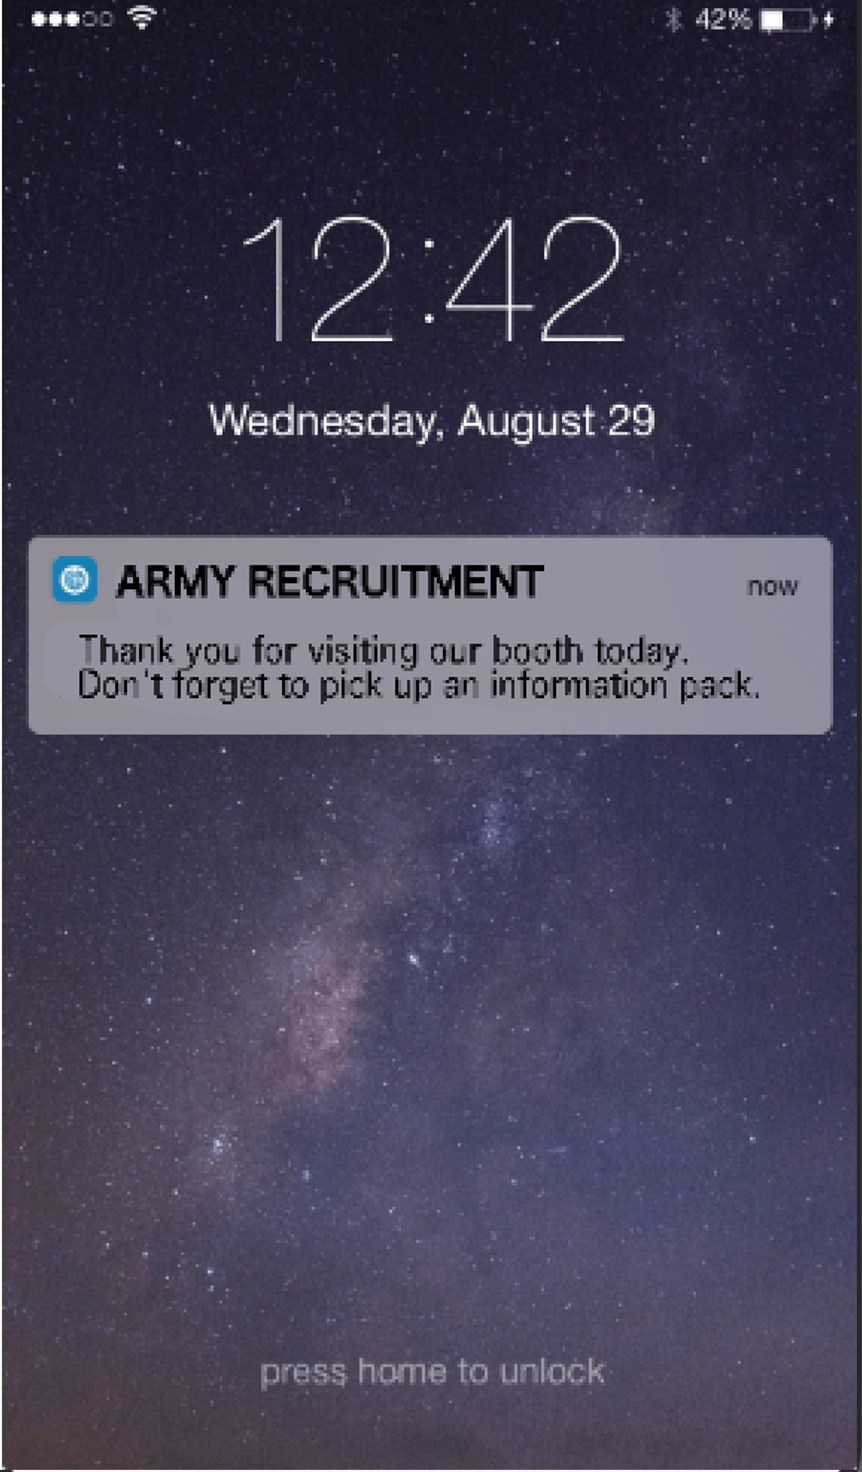 42%
12:42
Wednesday, August 29
ARMY RECRUITMENT now
Thank you for visiting our booth today.
Don't forget to pick up an information pack.
press home to unlock